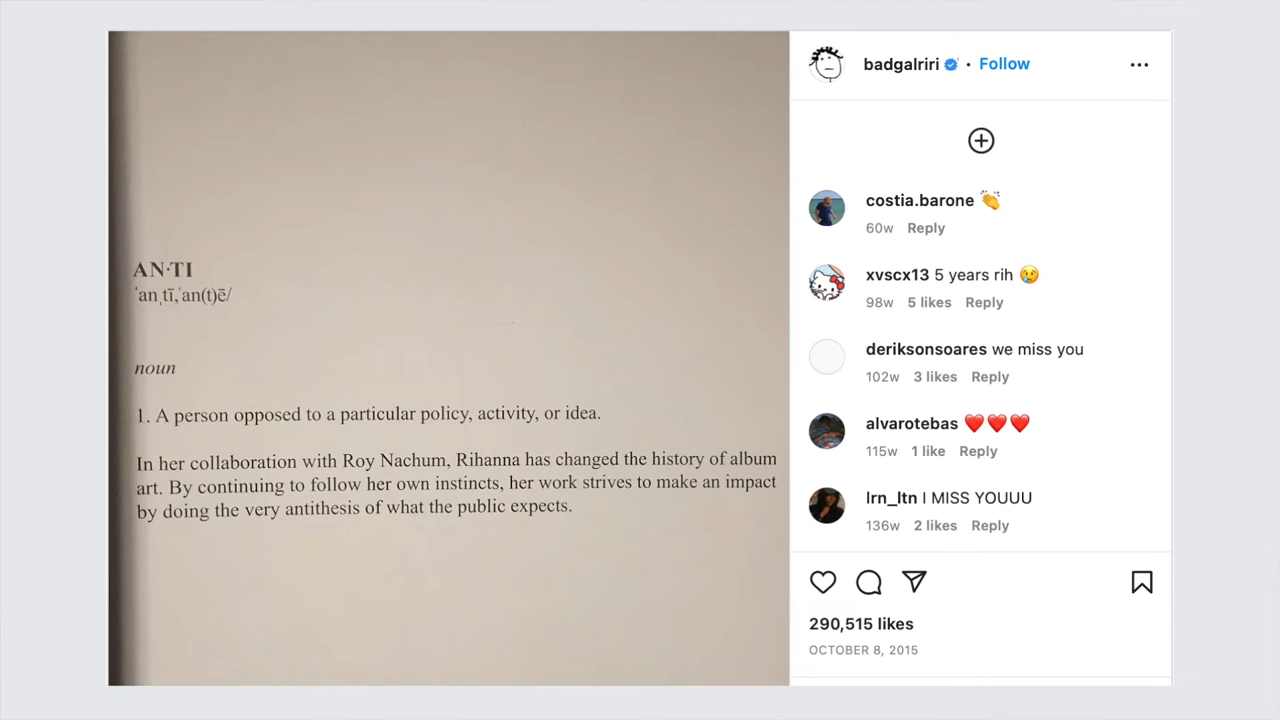 AN·TI
ˈanˌtī,ˈan(t)ē/
noun
1. A person opposed to a particular policy, activity, or idea.
In her collaboration with Roy Nachum, Rihanna has changed the history of album
art. By continuing to follow her own instincts, her work strives to make an impact
by doing the very antithesis of what the public expects.
badgalriri • Follow
costia.barone 👏
60w Reply
xvscx13 5 years rih 😢
98w 5 likes Reply
deriksonsoares we miss you
102w 3 likes Reply
alvarotebas ❤️❤️❤️
115w 1 like Reply
lrn_ltn I MISS YOUUU
136w 2 likes Reply
290,515 likes
OCTOBER 8, 2015